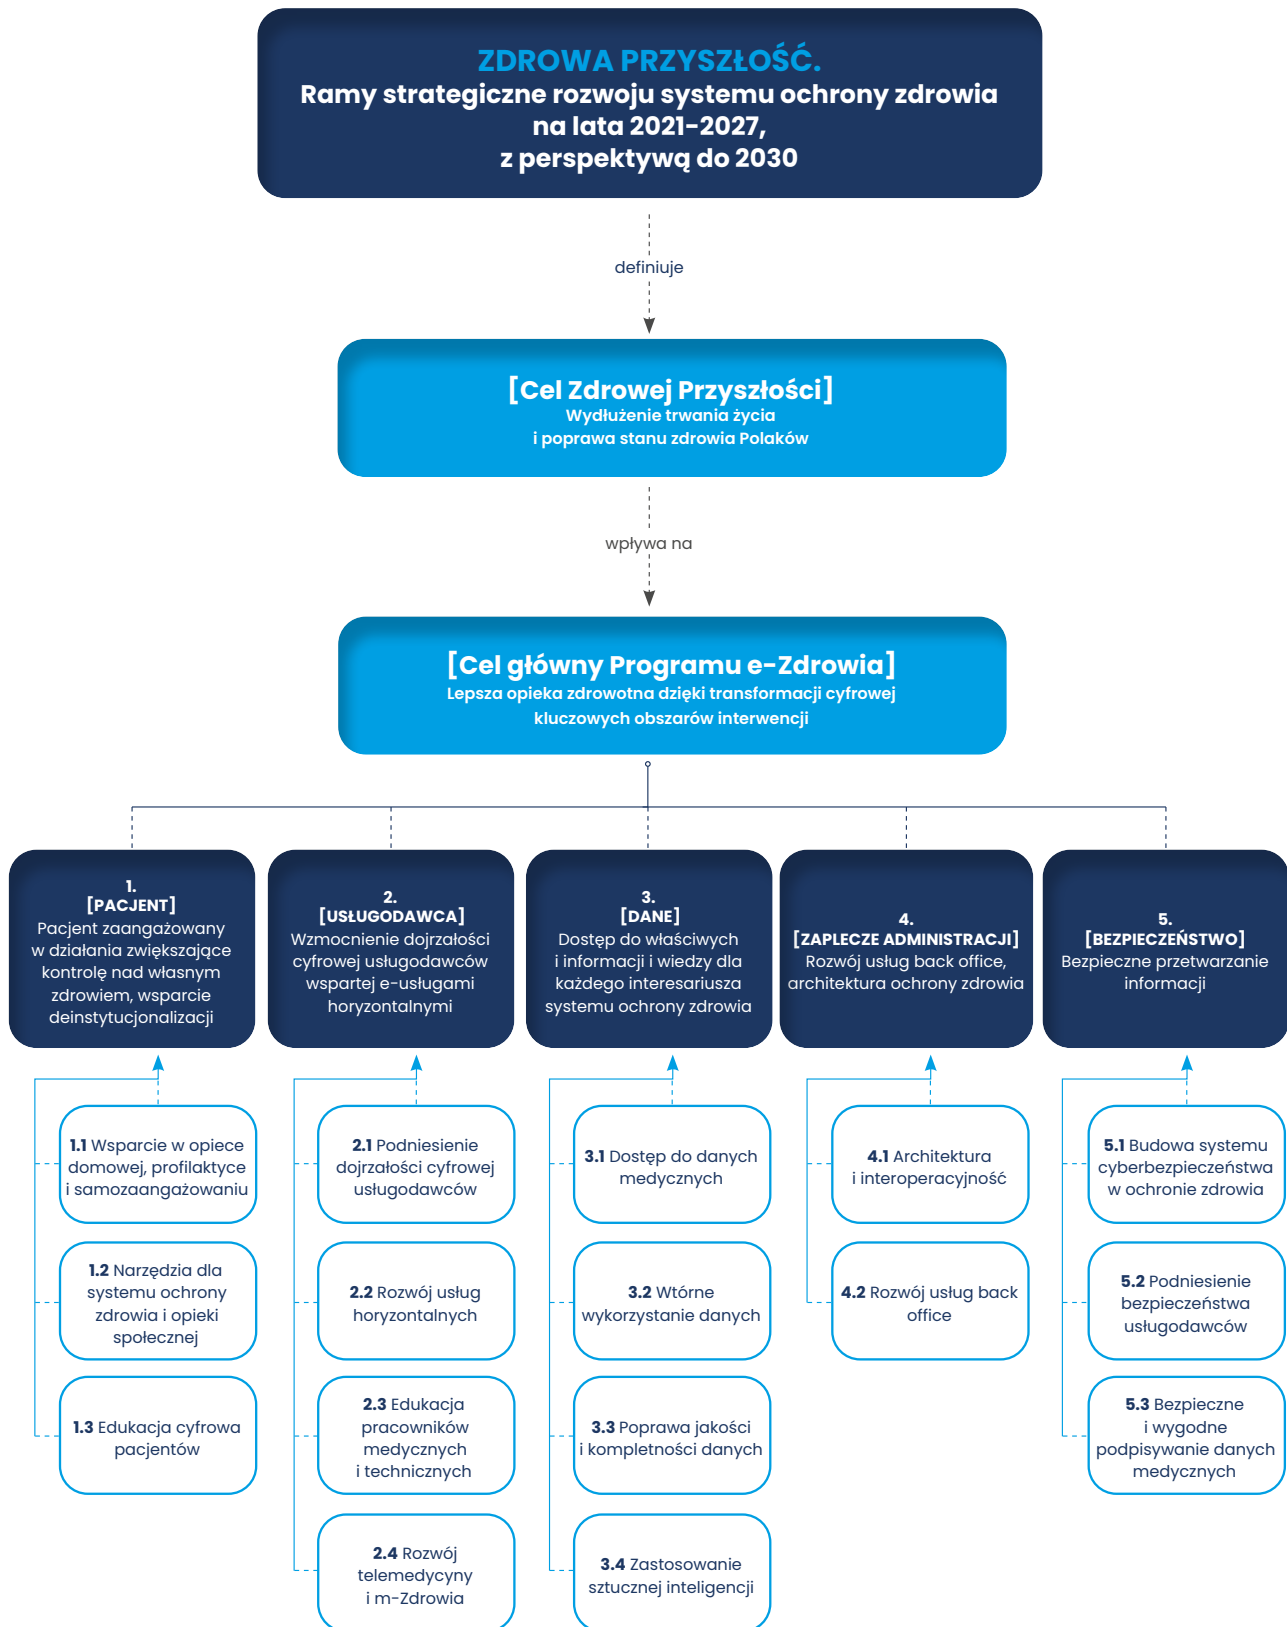 ZDROWA PRZYSZŁOŚĆ.
Ramy strategiczne rozwoju systemu ochrony zdrowia
na lata 2021-2027,
z perspektywą do 2030
definiuje
[Cel Zdrowej Przyszłości]
Wydłużenie trwania życia
i poprawa stanu zdrowia Polaków
wpływa na
[Cel główny Programu e-Zdrowia]
Lepsza opieka zdrowotna dzięki transformacji cyfrowej
kluczowych obszarów interwencji
1.
[PACJENT]
Pacjent zaangażowany
w działania zwiększające
kontrolę nad własnym
zdrowiem, wsparcie
deinstytucjonalizacji
2.
[USŁUGODAWCA]
Wzmocnienie dojrzałości
cyfrowej usługodawców
wspartej e-usługami
horyzontalnymi
3.
[DANE]
Dostęp do właściwych
i informacji i wiedzy dla
każdego interesariusza
systemu ochrony zdrowia
4.
[ZAPLECZE ADMINISTRACJI]
Rozwój usług back office,
architektura ochrony zdrowia
5.
[BEZPIECZEŃSTWO]
Bezpieczne przetwarzanie
informacji
1.1 Wsparcie w opiece
domowej, profilaktyce
i samozaangażowaniu
1.2 Narzędzia dla
systemu ochrony
zdrowia i opieki
społecznej
1.3 Edukacja cyfrowa
pacjentów
2.1 Podniesienie
dojrzałości cyfrowej
usługodawców
2.2 Rozwój usług
horyzontalnych
2.3 Edukacja
pracowników
medycznych
i technicznych
2.4 Rozwój
telemedycyny
i m-Zdrowia
3.1 Dostęp do danych
medycznych
3.2 Wtórne
wykorzystanie danych
3.3 Poprawa jakości
i kompletności danych
3.4 Zastosowanie
sztucznej inteligencji
4.1 Architektura
i interoperacyjność
4.2 Rozwój usług back
office
5.1 Budowa systemu
cyberbezpieczeństwa
w ochronie zdrowia
5.2 Podniesienie
bezpieczeństwa
usługodawców
5.3 Bezpieczne
i wygodne
podpisywanie danych
medycznych